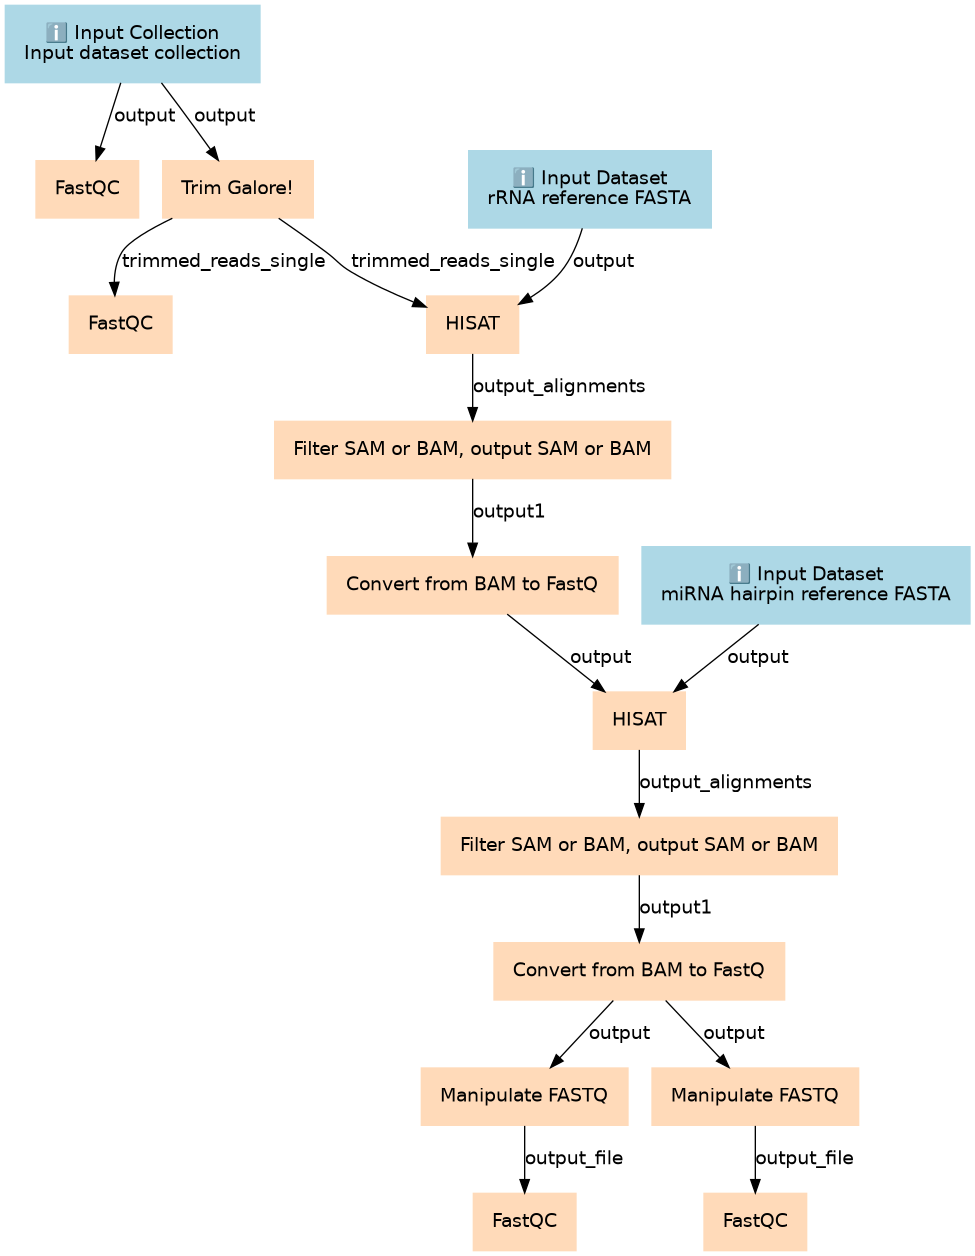 ℹ️ Input Collection
Input dataset collection
output
output
FastQC
Trim Galore!
ℹ️ Input Dataset
rRNA reference FASTA
trimmed_reads_single
trimmed_reads_single
output
FastQC
HISAT
output_alignments
Filter SAM or BAM, output SAM or BAM
output1
Convert from BAM to FastQ
ℹ️ Input Dataset
miRNA hairpin reference FASTA
output
output
HISAT
output_alignments
Filter SAM or BAM, output SAM or BAM
output1
Convert from BAM to FastQ
output
output
Manipulate FASTQ
Manipulate FASTQ
output_file
output_file
FastQC
FastQC